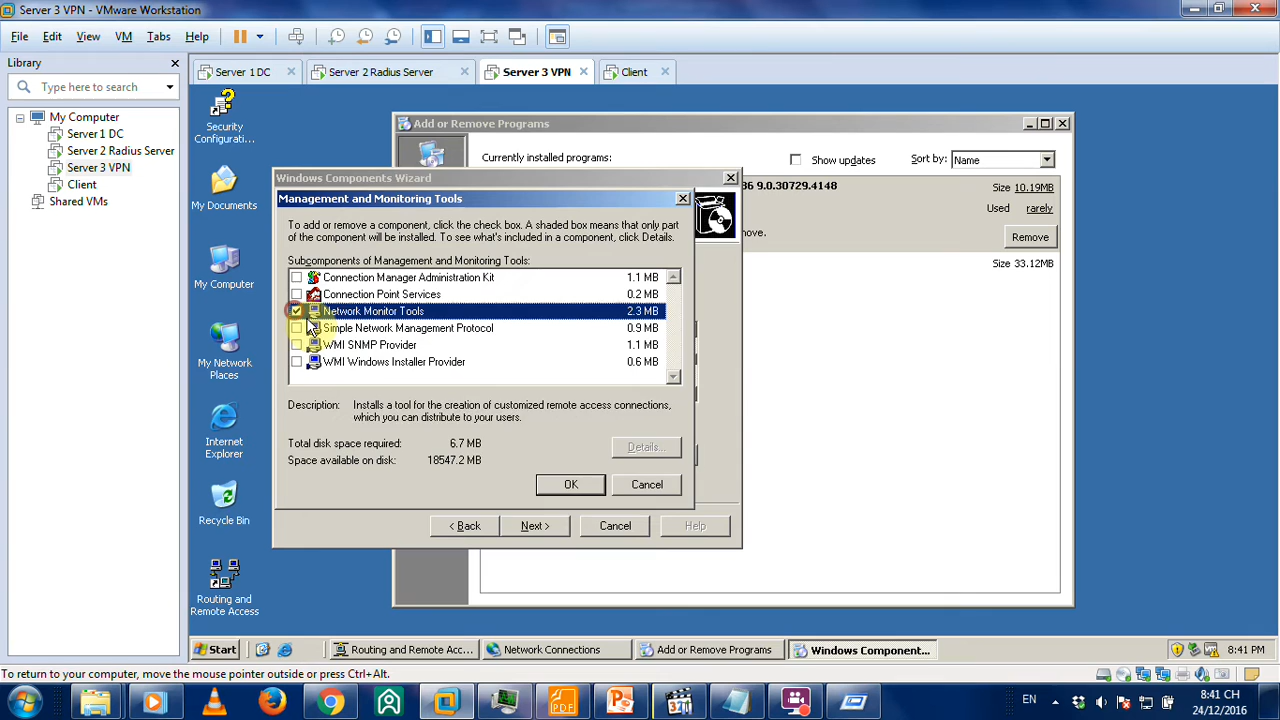 Server 3 VPN - VMware Workstation
File Edit View VM Tabs Help
Library
Type here to search
My Computer
Server 1 DC
Server 2 Radius Server
Server 3 VPN
Client
Shared VMs
Server 1 DC
Server 2 Radius Server
Server 3 VPN
Client
Security
Configurati...
My Documents
My Computer
My Network
Places
Internet
Explorer
Recycle Bin
Routing and
Remote Access
Add or Remove Programs
Currently installed programs:
Show updates
Sort by:
Name
86 9.0.30729.4148
Size 10.19MB
Used rarely
ove.
Remove
Size 33.12MB
Windows Components Wizard
Management and Monitoring Tools
To add or remove a component, click the check box. A shaded box means that only part
of the component will be installed. To see what's included in a component, click Details.
Subcomponents of Management and Monitoring Tools:
Connection Manager Administration Kit 1.1 MB
Connection Point Services 0.2 MB
Network Monitor Tools 2.3 MB
Simple Network Management Protocol 0.9 MB
WMI SNMP Provider 1.1 MB
WMI Windows Installer Provider 0.6 MB
Description: Installs a tool for the creation of customized remote access connections,
which you can distribute to your users.
Total disk space required: 6.7 MB
Space available on disk: 18547.2 MB
Details...
OK Cancel
< Back Next > Cancel Help
Start
Routing and Remote Acc...
Network Connections
Add or Remove Programs
Windows Component...
8:41 PM
To return to your computer, move the mouse pointer outside or press Ctrl+Alt.
EN
8:41 CH
24/12/2016